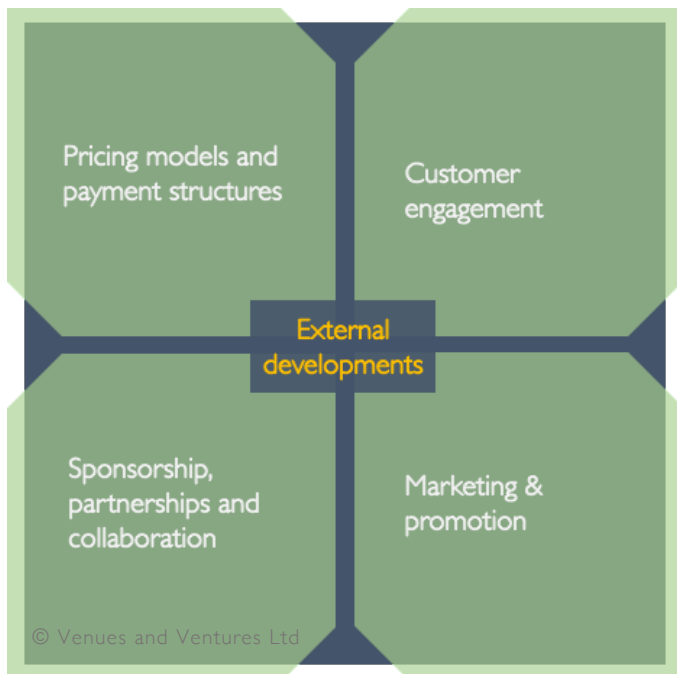 Pricing models and
payment structures
Customer
engagement
External
developments
Sponsorship,
partnerships and
collaboration
Marketing &
promotion
© Venues and Ventures Ltd